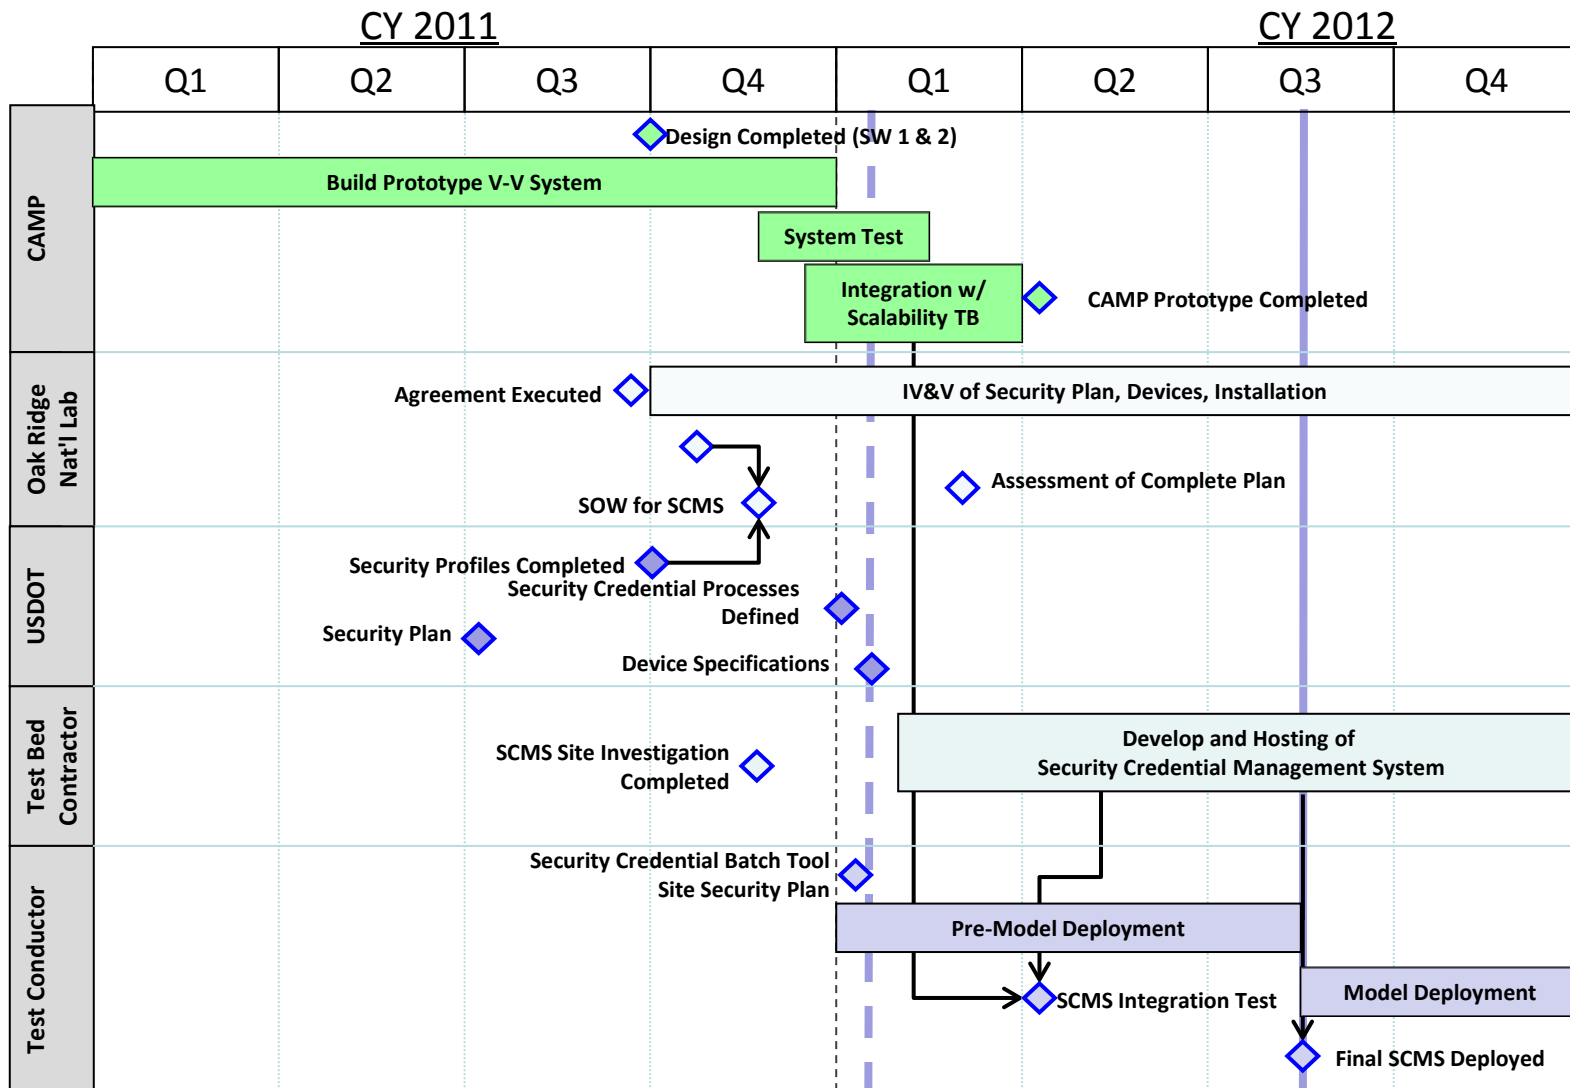 CY 2011
CY 2012
Q1
Q2
Q3
Q4
Q1
Q2
Q3
Q4
CAMP
Design Completed (SW 1 & 2)
Build Prototype V-V System
System Test
Integration w/
Scalability TB
CAMP Prototype Completed
Oak Ridge
Nat'l Lab
Agreement Executed
IV&V of Security Plan, Devices, Installation
SOW for SCMS
Assessment of Complete Plan
USDOT
Security Profiles Completed
Security Credential Processes
Defined
Security Plan
Device Specifications
Test Bed
Contractor
SCMS Site Investigation
Completed
Develop and Hosting of
Security Credential Management System
Test Conductor
Security Credential Batch Tool
Site Security Plan
Pre-Model Deployment
SCMS Integration Test
Model Deployment
Final SCMS Deployed